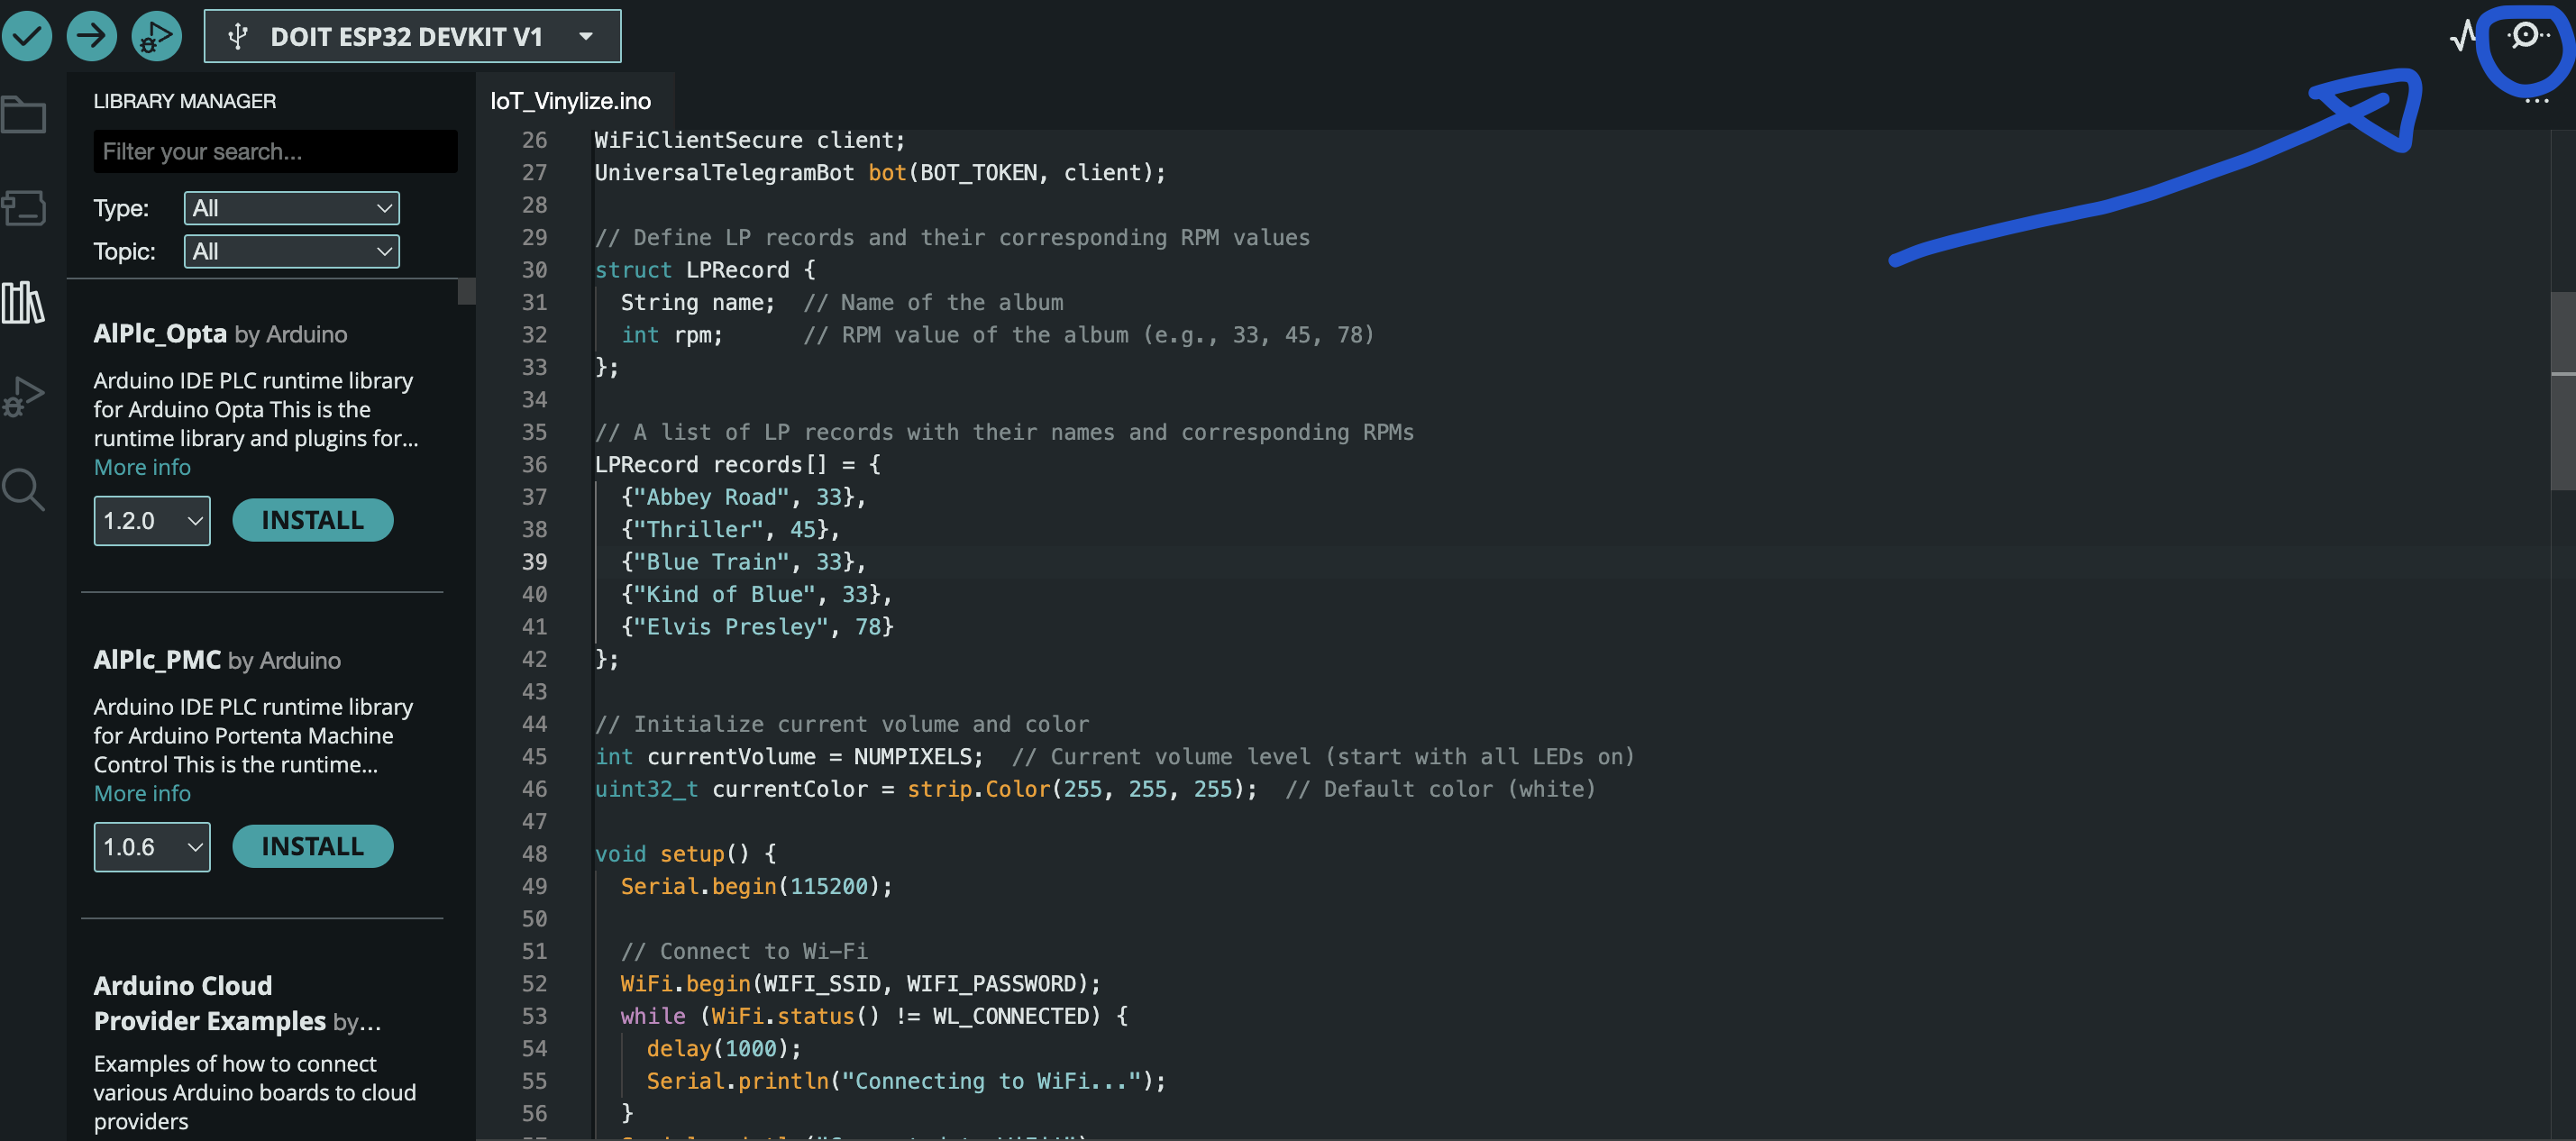 DOIT ESP32 DEVKIT V1
LIBRARY MANAGER
Filter your search...
Type: All
Topic: All
AlPlc_Opta by Arduino
Arduino IDE PLC runtime library
for Arduino Opta This is the
runtime library and plugins for...
More info
1.2.0 INSTALL
AlPlc_PMC by Arduino
Arduino IDE PLC runtime library
for Arduino Portenta Machine
Control This is the runtime...
More info
1.0.6 INSTALL
Arduino Cloud
Provider Examples by...
Examples of how to connect
various Arduino boards to cloud
providers
IoT_Vinylize.ino
...
26 WiFiClientSecure client;
27 UniversalTelegramBot bot(BOT_TOKEN, client);
28
29 // Define LP records and their corresponding RPM values
30 struct LPRecord {
31   String name;  // Name of the album
32   int rpm;      // RPM value of the album (e.g., 33, 45, 78)
33 };
34
35 // A list of LP records with their names and corresponding RPMs
36 LPRecord records[] = {
37   {"Abbey Road", 33},
38   {"Thriller", 45},
39   {"Blue Train", 33},
40   {"Kind of Blue", 33},
41   {"Elvis Presley", 78}
42 };
43
44 // Initialize current volume and color
45 int currentVolume = NUMPIXELS;  // Current volume level (start with all LEDs on)
46 uint32_t currentColor = strip.Color(255, 255, 255);  // Default color (white)
47
48 void setup() {
49   Serial.begin(115200);
50
51   // Connect to Wi-Fi
52   WiFi.begin(WIFI_SSID, WIFI_PASSWORD);
53   while (WiFi.status() != WL_CONNECTED) {
54     delay(1000);
55     Serial.println("Connecting to WiFi...");
56   }